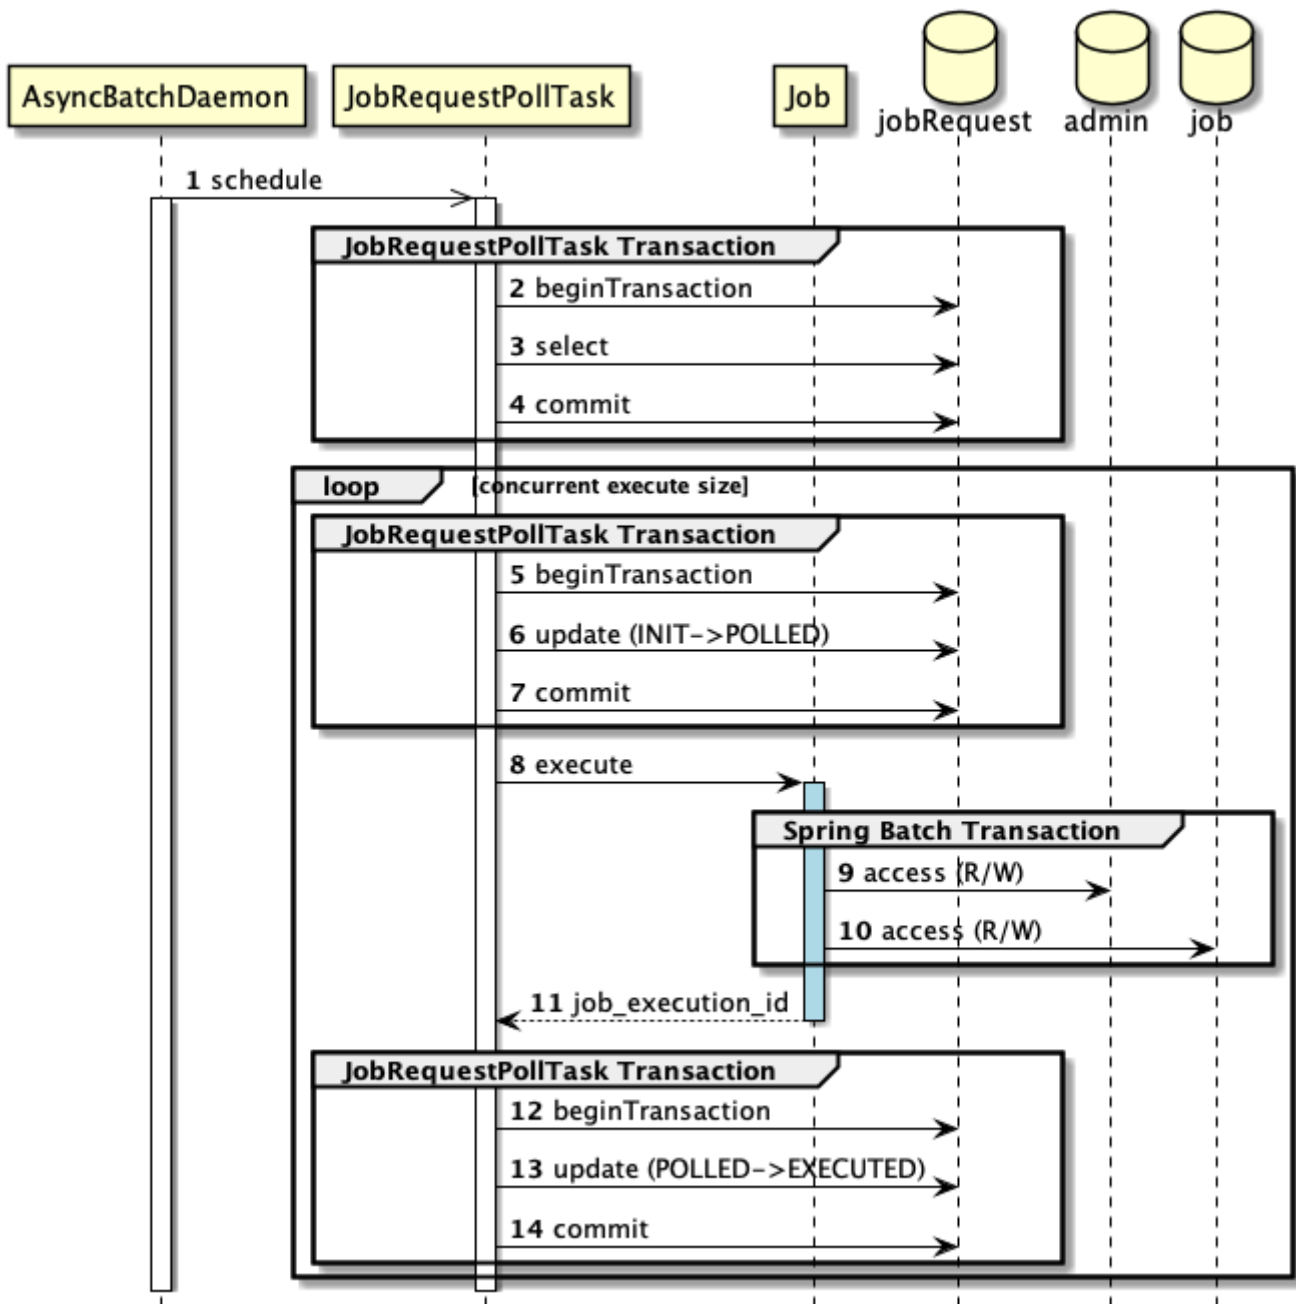 AsyncBatchDaemon
JobRequestPollTask
Job
jobRequest
admin
job
1 schedule
JobRequestPollTask Transaction
2 beginTransaction
3 select
4 commit
loop [concurrent execute size]
JobRequestPollTask Transaction
5 beginTransaction
6 update (INIT->POLLED)
7 commit
8 execute
Spring Batch Transaction
9 access (R/W)
10 access (R/W)
11 job_execution_id
JobRequestPollTask Transaction
12 beginTransaction
13 update (POLLED->EXECUTED)
14 commit